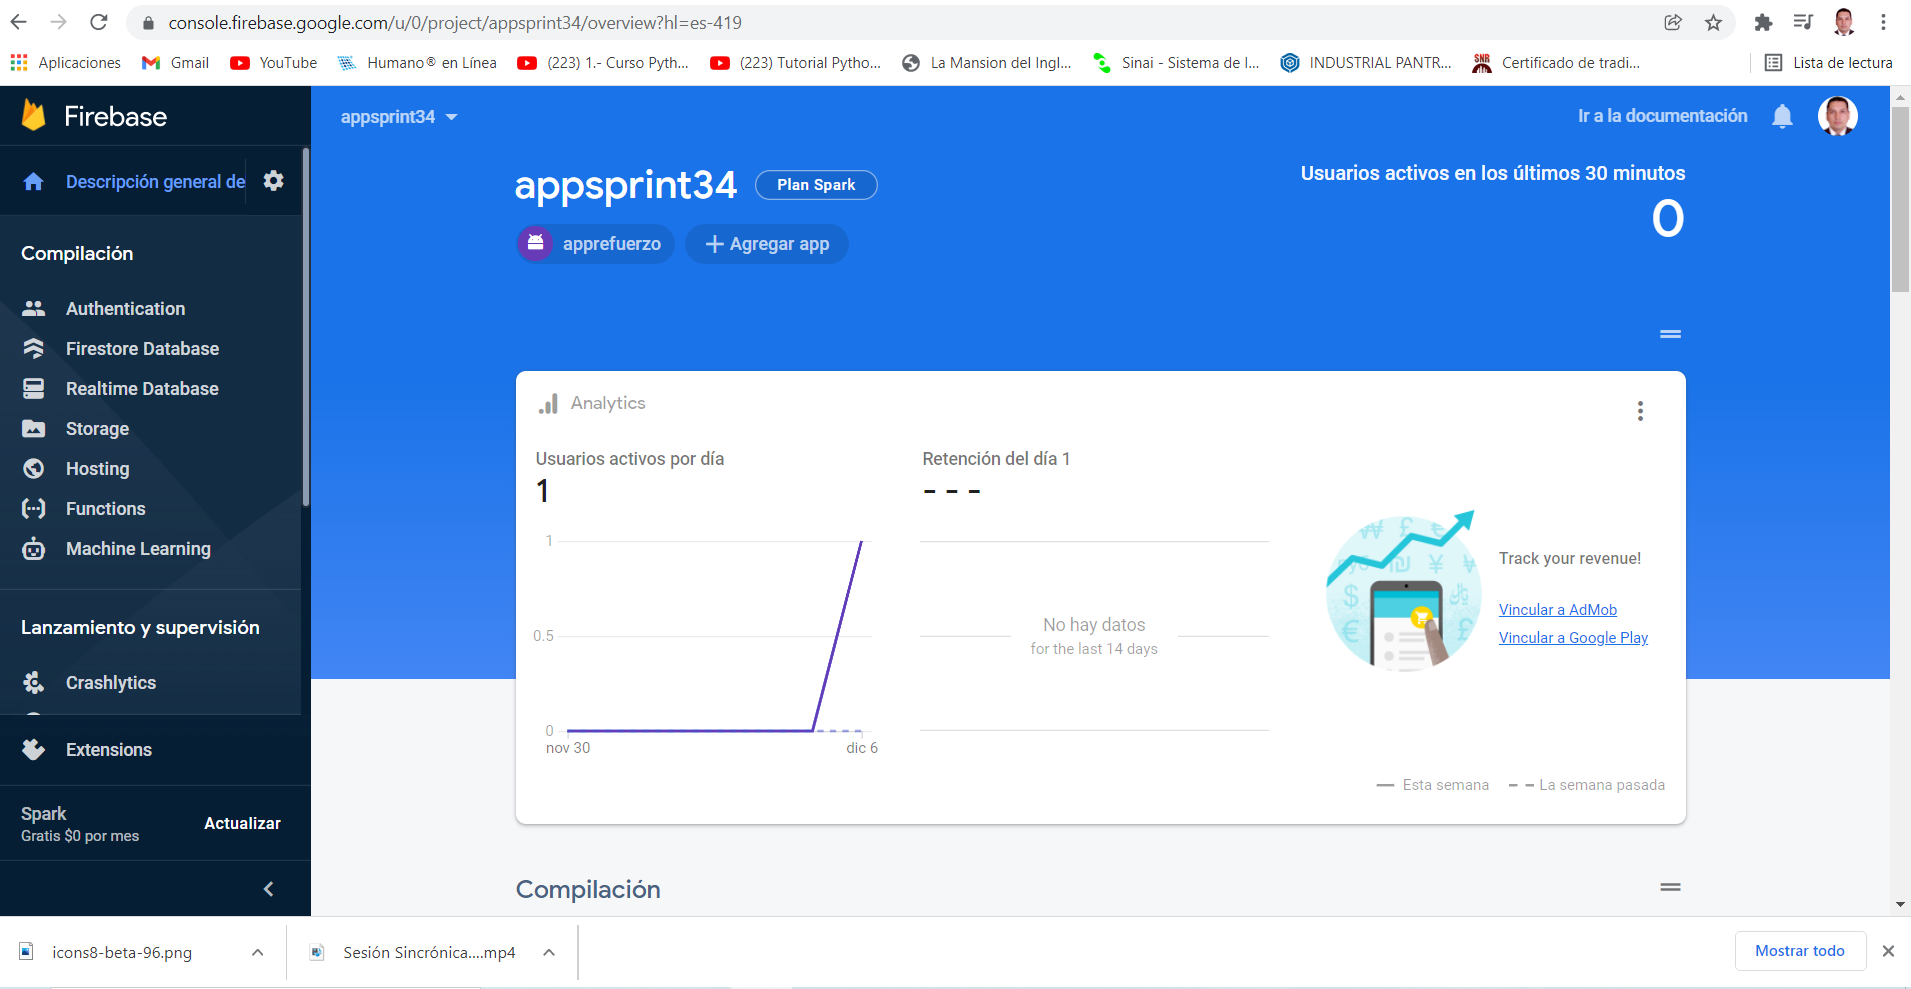 console.firebase.google.com/u/0/project/appsprint34/overview?hl=es-419
Aplicaciones Gmail YouTube Humano® en Línea (223) 1.- Curso Pyth... (223) Tutorial Pytho... La Mansion del Ingl... Sinai - Sistema de I... INDUSTRIAL PANTR... SNR Certificado de tradi... Lista de lectura
Firebase
Descripción general de
Compilación
Authentication
Firestore Database
Realtime Database
Storage
Hosting
Functions
Machine Learning
Lanzamiento y supervisión
Crashlytics
Extensions
Spark
Gratis $0 por mes
Actualizar
appsprint34
Ir a la documentación
appsprint34 Plan Spark
apprefuerzo Agregar app
Usuarios activos en los últimos 30 minutos
0
Analytics
Usuarios activos por día
1
1
0.5
0
nov 30 dic 6
Retención del día 1
- - -
No hay datos
for the last 14 days
Track your revenue!
Vincular a AdMob
Vincular a Google Play
Esta semana La semana pasada
Compilación
icons8-beta-96.png Sesión Sincrónica....mp4 Mostrar todo